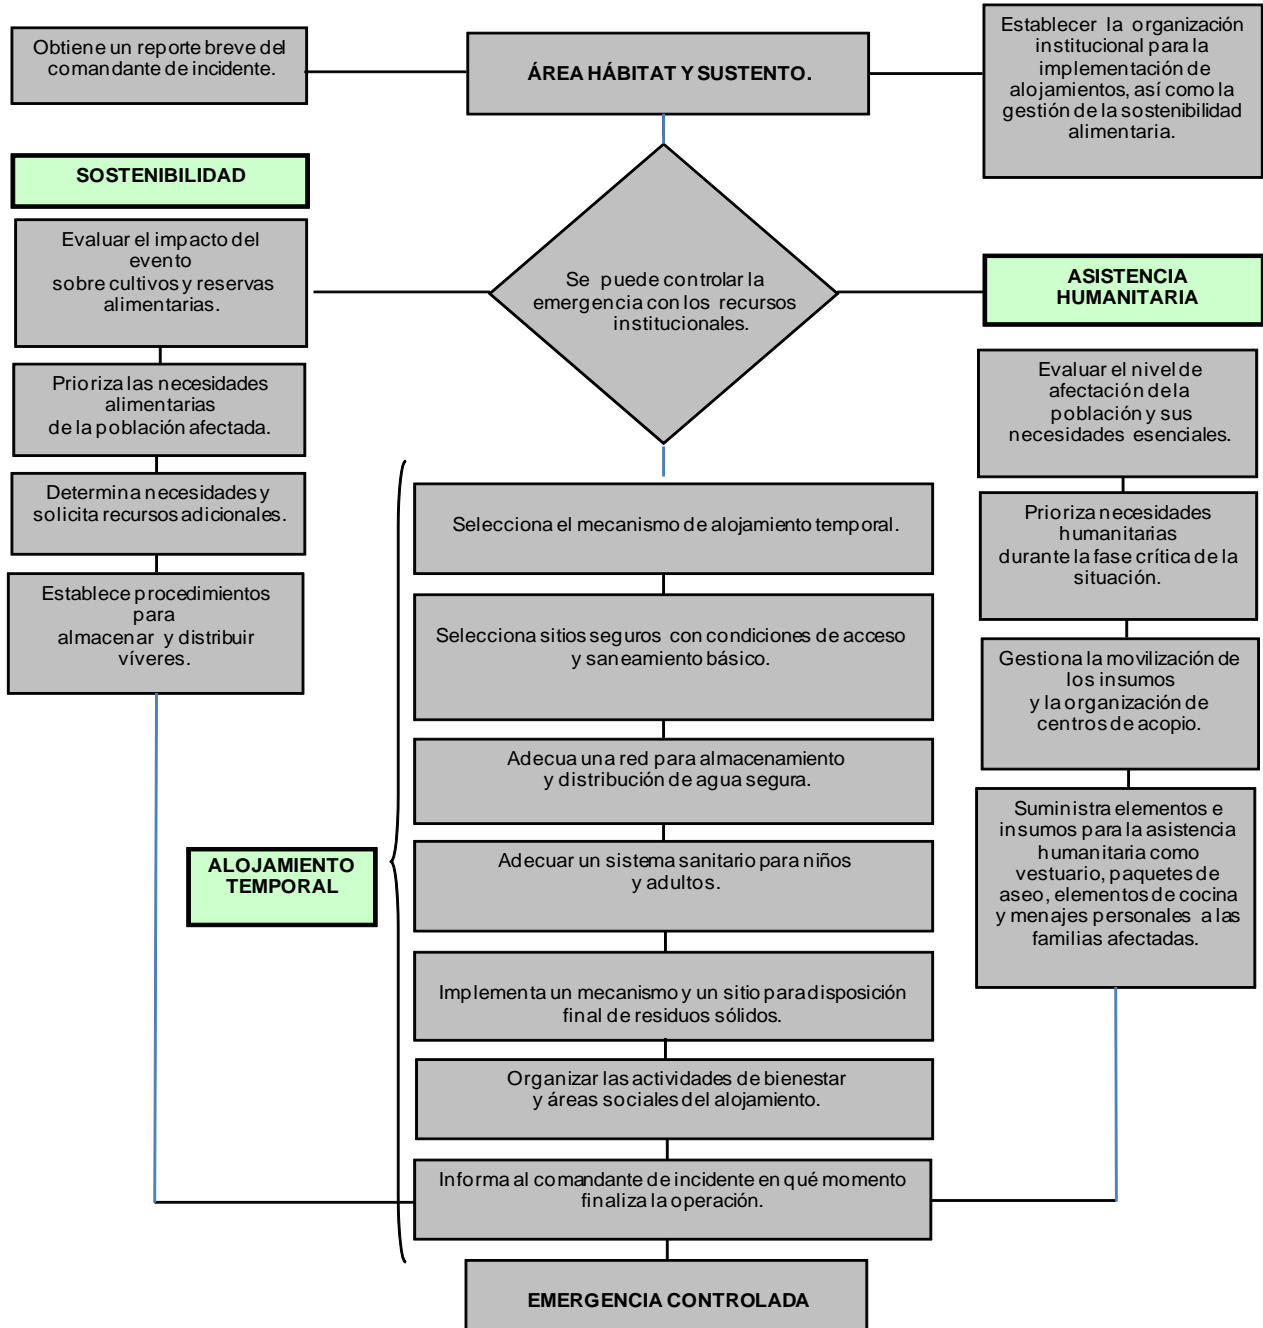 Obtiene un reporte breve del
comandante de incidente.
ÁREA HÁBITAT Y SUSTENTO.
Establecer la organización
institucional para la
implementación de
alojamientos, así como la
gestión de la sostenibilidad
alimentaria.
SOSTENIBILIDAD
Evaluar el impacto del
evento
sobre cultivos y reservas
alimentarias.
Prioriza las necesidades
alimentarias
de la población afectada.
Determina necesidades y
solicita recursos adicionales.
Establece procedimientos
para
almacenar y distribuir
víveres.
Se puede controlar la
emergencia con los recursos
institucionales.
ASISTENCIA
HUMANITARIA
Evaluar el nivel de
afectación de la
población y sus
necesidades esenciales.
Prioriza necesidades
humanitarias
durante la fase crítica de la
situación.
Gestiona la movilización de
los insumos
y la organización de
centros de acopio.
Suministra elementos e
insumos para la asistencia
humanitaria como
vestuario, paquetes de
aseo, elementos de cocina
y menajes personales a las
familias afectadas.
ALOJAMIENTO
TEMPORAL
Selecciona el mecanismo de alojamiento temporal.
Selecciona sitios seguros con condiciones de acceso
y saneamiento básico.
Adecua una red para almacenamiento
y distribución de agua segura.
Adecuar un sistema sanitario para niños
y adultos.
Implementa un mecanismo y un sitio para disposición
final de residuos sólidos.
Organizar las actividades de bienestar
y áreas sociales del alojamiento.
Informa al comandante de incidente en qué momento
finaliza la operación.
EMERGENCIA CONTROLADA